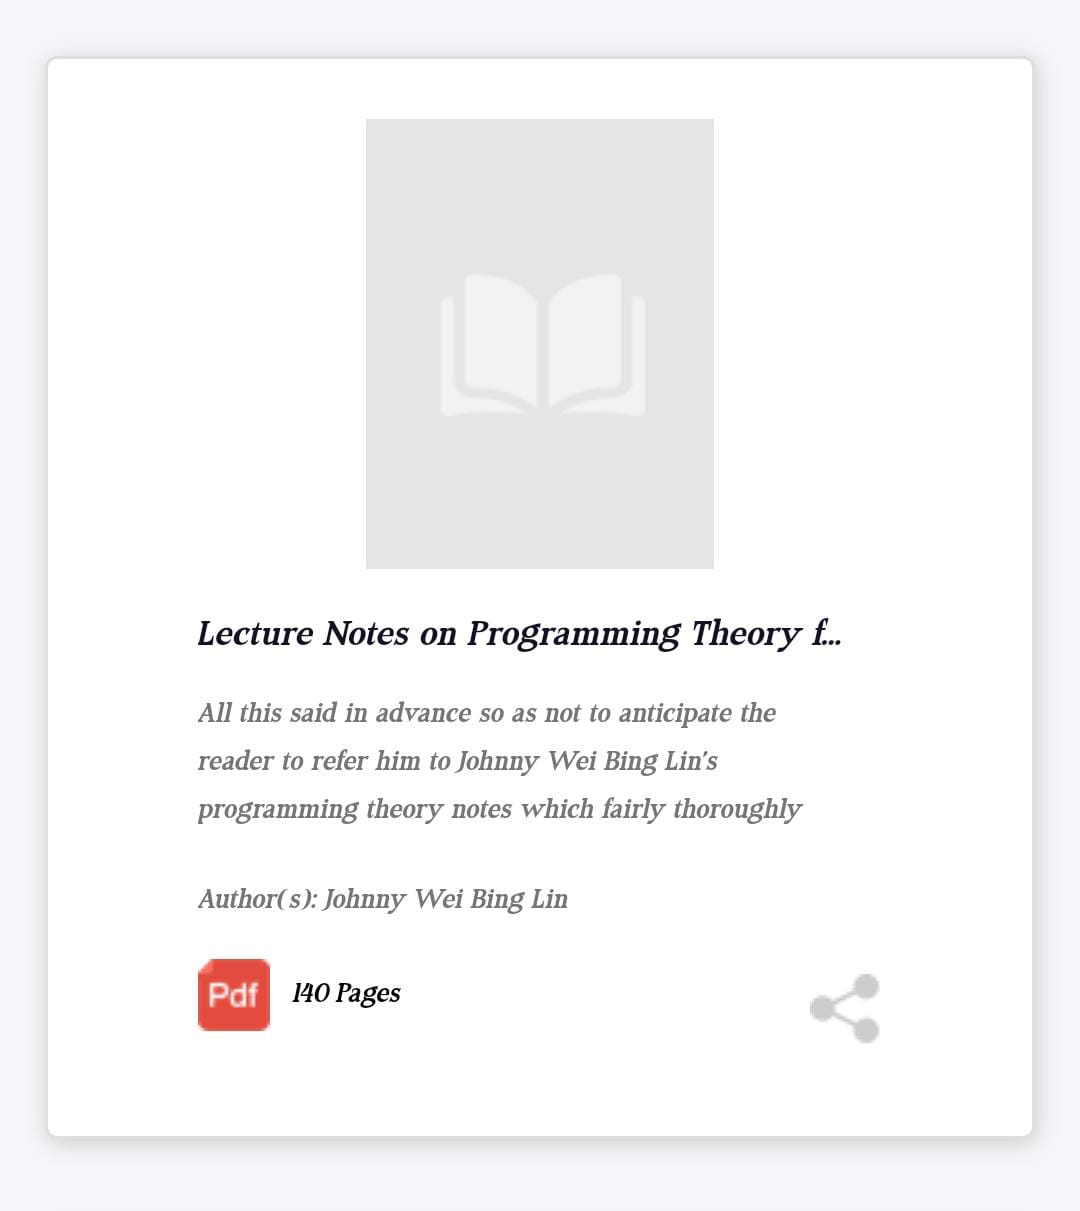 Lecture Notes on Programming Theory f...
All this said in advance so as not to anticipate the
reader to refer him to Johnny Wei Bing Lin's
programming theory notes which fairly thoroughly
Author(s): Johnny Wei Bing Lin
Pdf 140 Pages